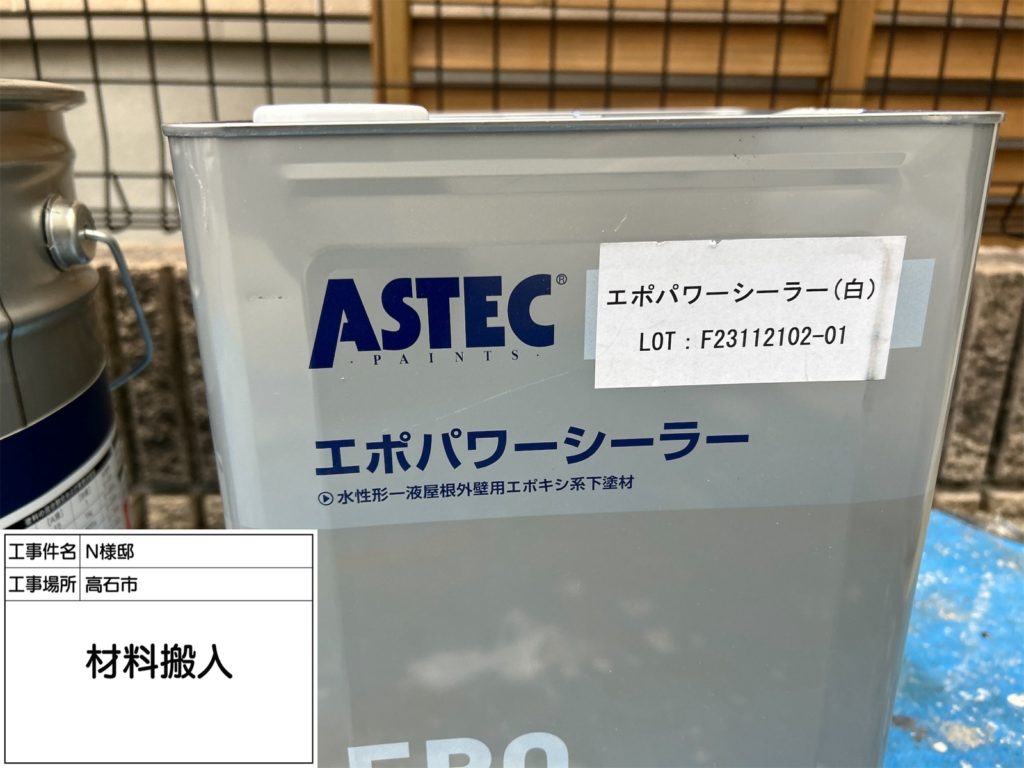 ASTEC®
・PAINTS・
エポパワーシーラー(白)
LOT：F23112102-01
エポパワーシーラー
水性形一液屋根外壁用エポキシ系下塗材
工事件名 N様邸
工事場所 高石市
材料搬入